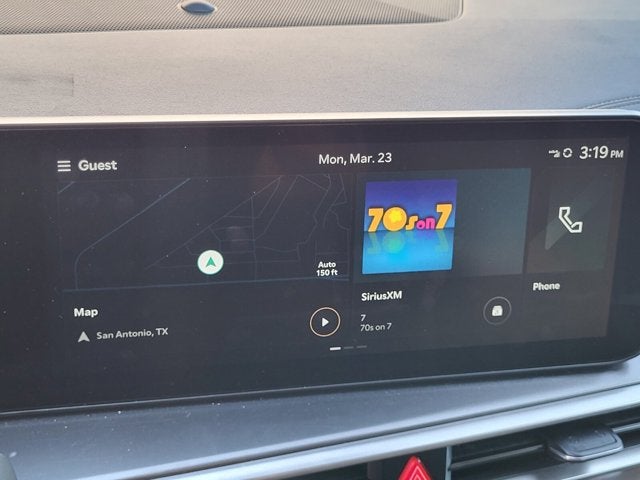 Guest
Mon, Mar. 23
3:19 PM
70s on 7
Auto
150 ft
Map
San Antonio, TX
SiriusXM
7
70s on 7
Phone